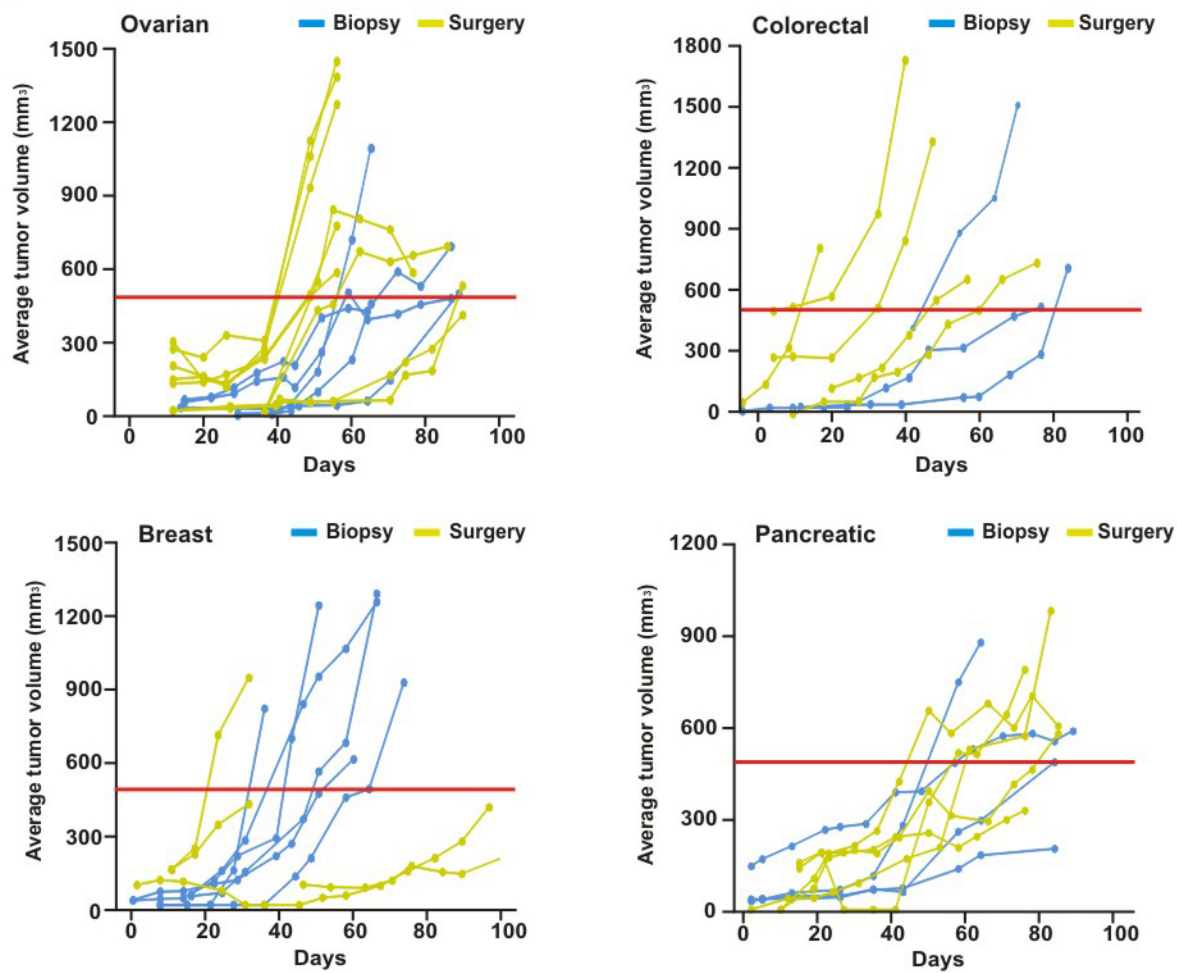 Ovarian Biopsy Surgery
Average tumor volume (mm3)
1500
1200
900
600
300
0
0 20 40 60 80 100
Days
Colorectal Biopsy Surgery
Average tumor volume (mm3)
1800
1500
1200
900
600
300
0
0 20 40 60 80 100
Days
Breast Biopsy Surgery
Average tumor volume (mm3)
1500
1200
900
600
300
0
0 20 40 60 80 100
Days
Pancreatic Biopsy Surgery
Average tumor volume (mm3)
1200
900
600
300
0
0 20 40 60 80 100
Days